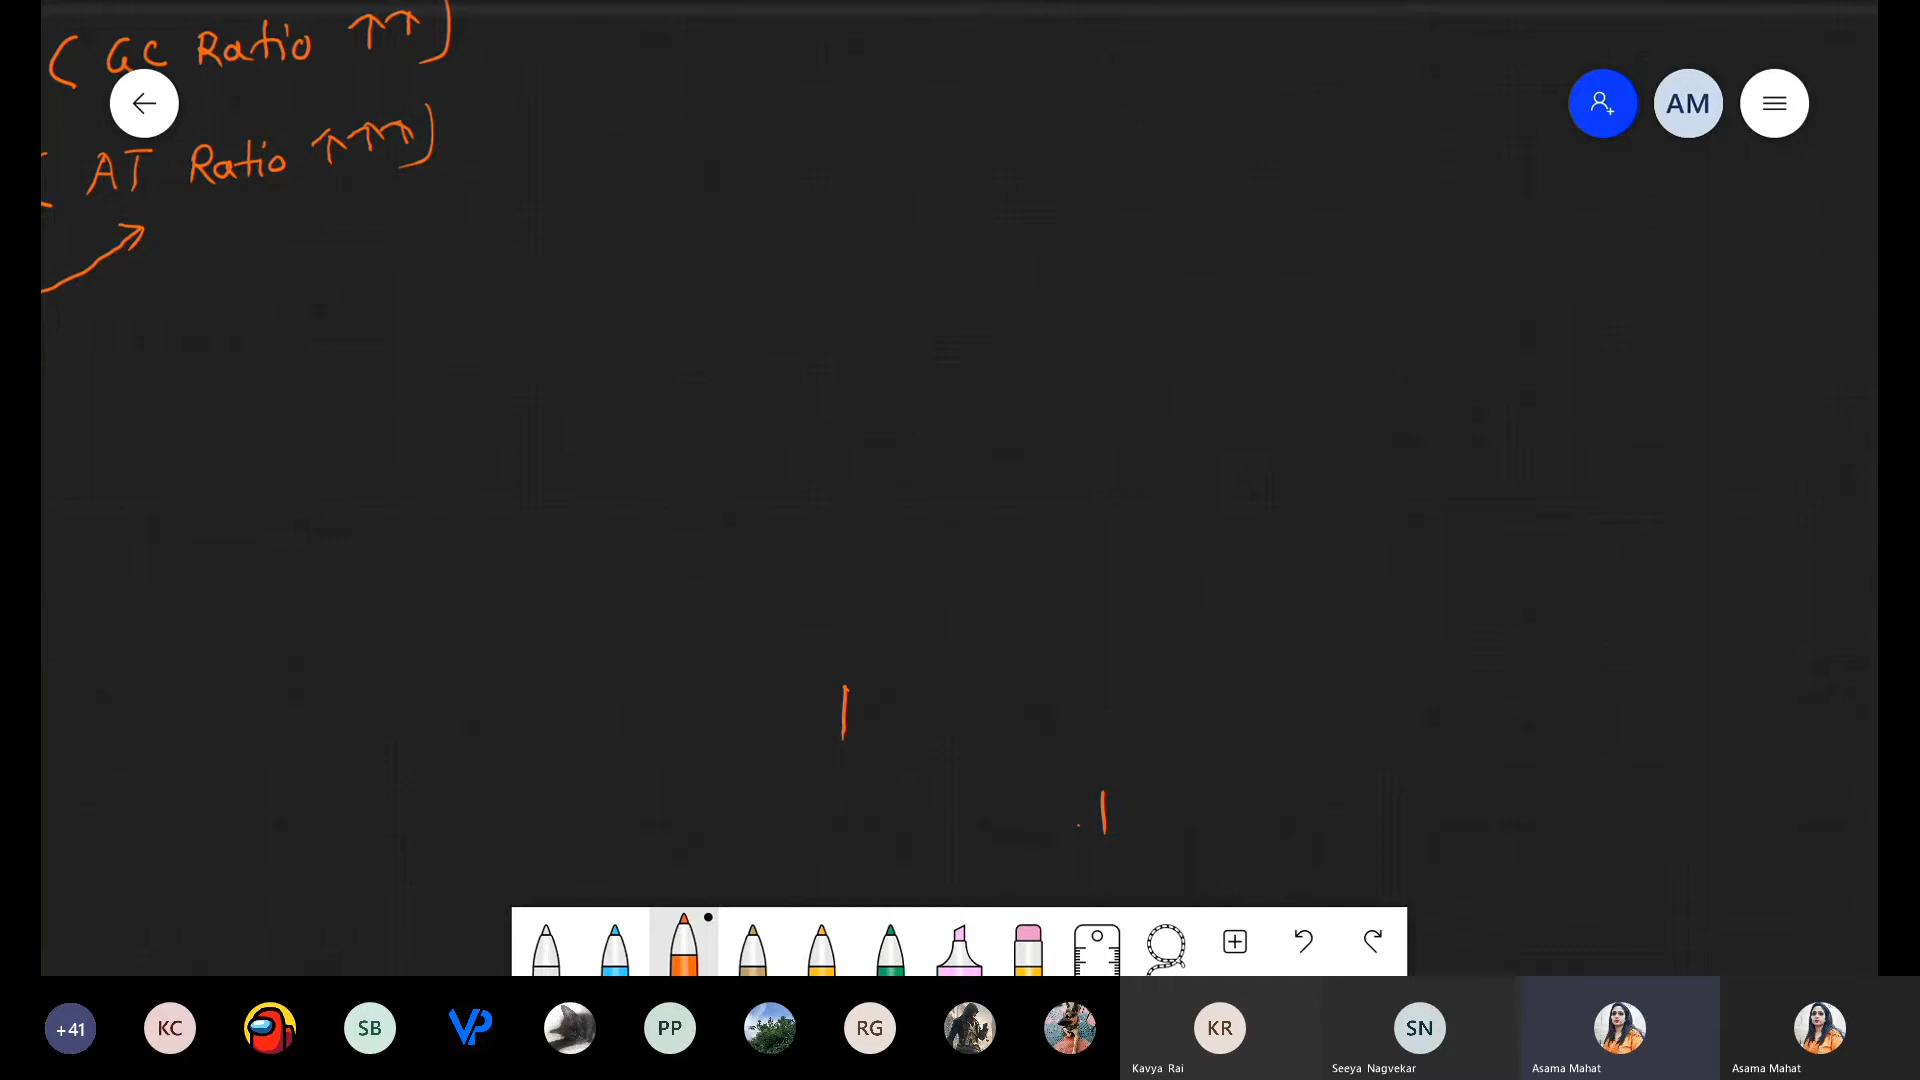 ( GC Ratio ↑↑)
AT Ratio ↑↑↑)
AM
+41
KC
SB
VP
PP
RG
KR
SN
Kavya Rai
Seeya Nagvekar
Asama Mahat
Asama Mahat